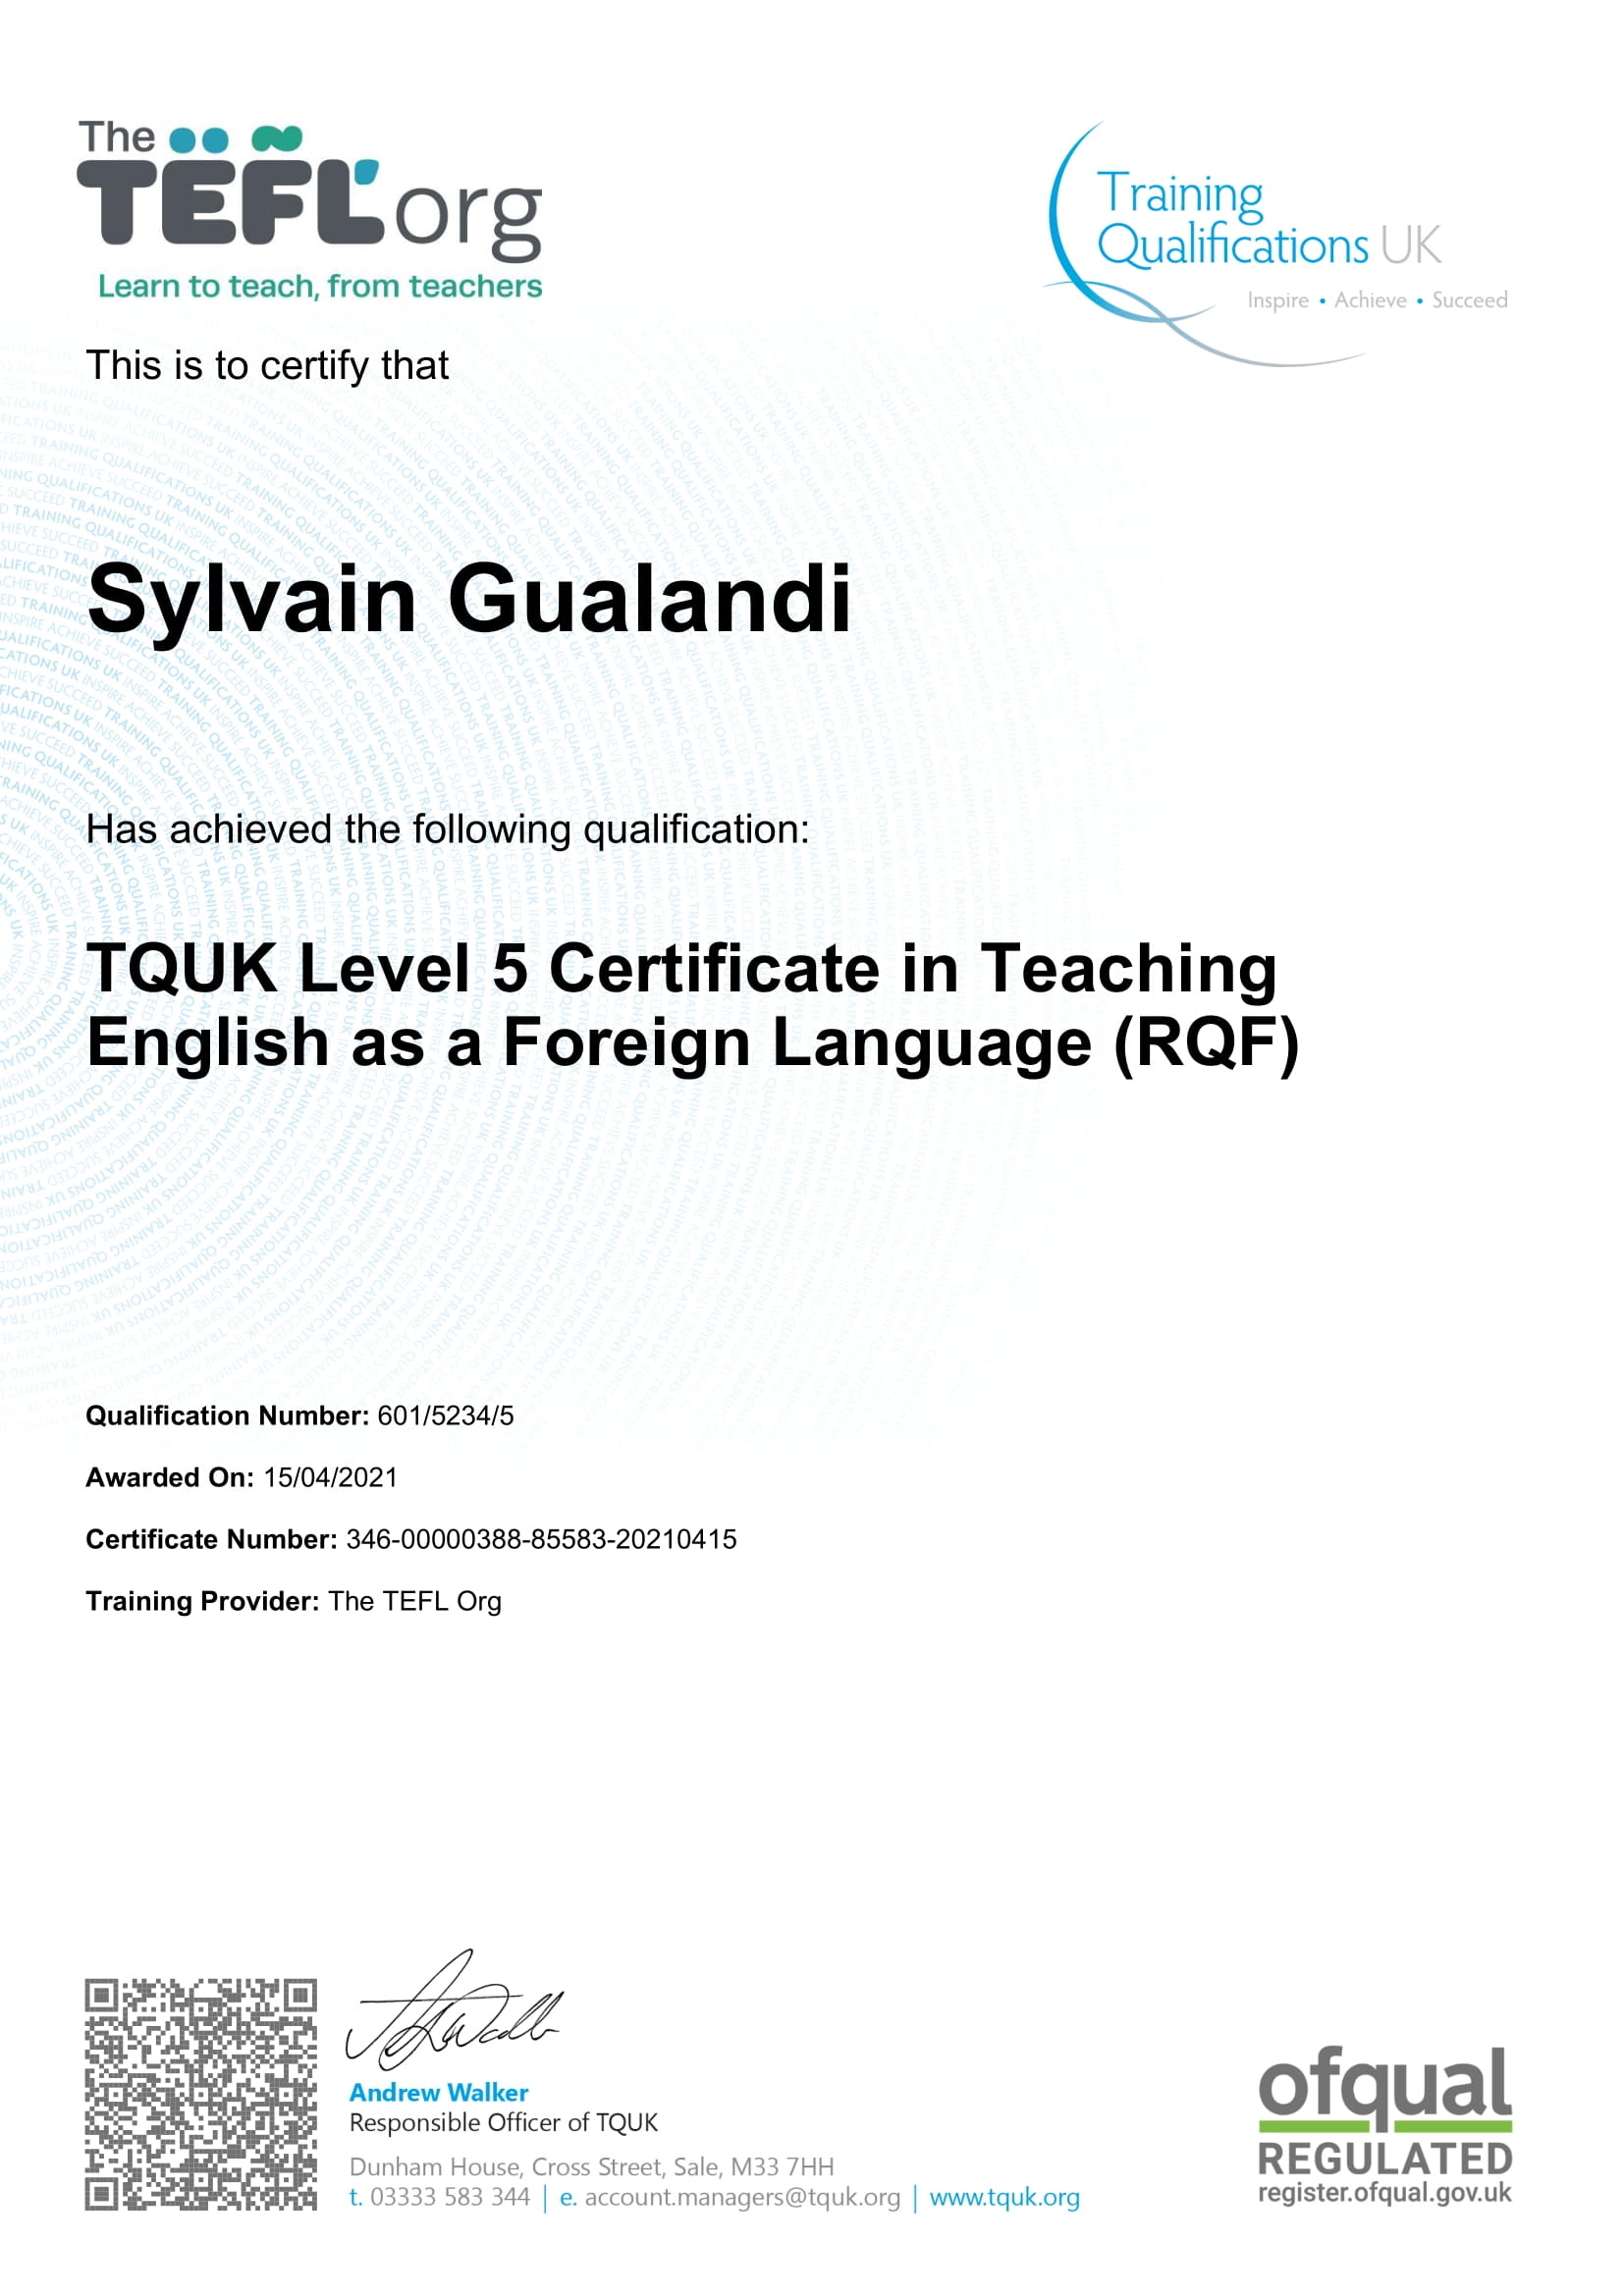 The
TEFL org
Learn to teach, from teachers
Training
Qualifications UK
Inspire • Achieve • Succeed
This is to certify that
Sylvain Gualandi
Has achieved the following qualification:
TQUK Level 5 Certificate in Teaching
English as a Foreign Language (RQF)
Qualification Number: 601/5234/5
Awarded On: 15/04/2021
Certificate Number: 346-00000388-85583-20210415
Training Provider: The TEFL Org
Andrew Walker
Responsible Officer of TQUK
Dunham House, Cross Street, Sale, M33 7HH
t. 03333 583 344 | e. account.managers@tquk.org | www.tquk.org
ofqual
REGULATED
register.ofqual.gov.uk